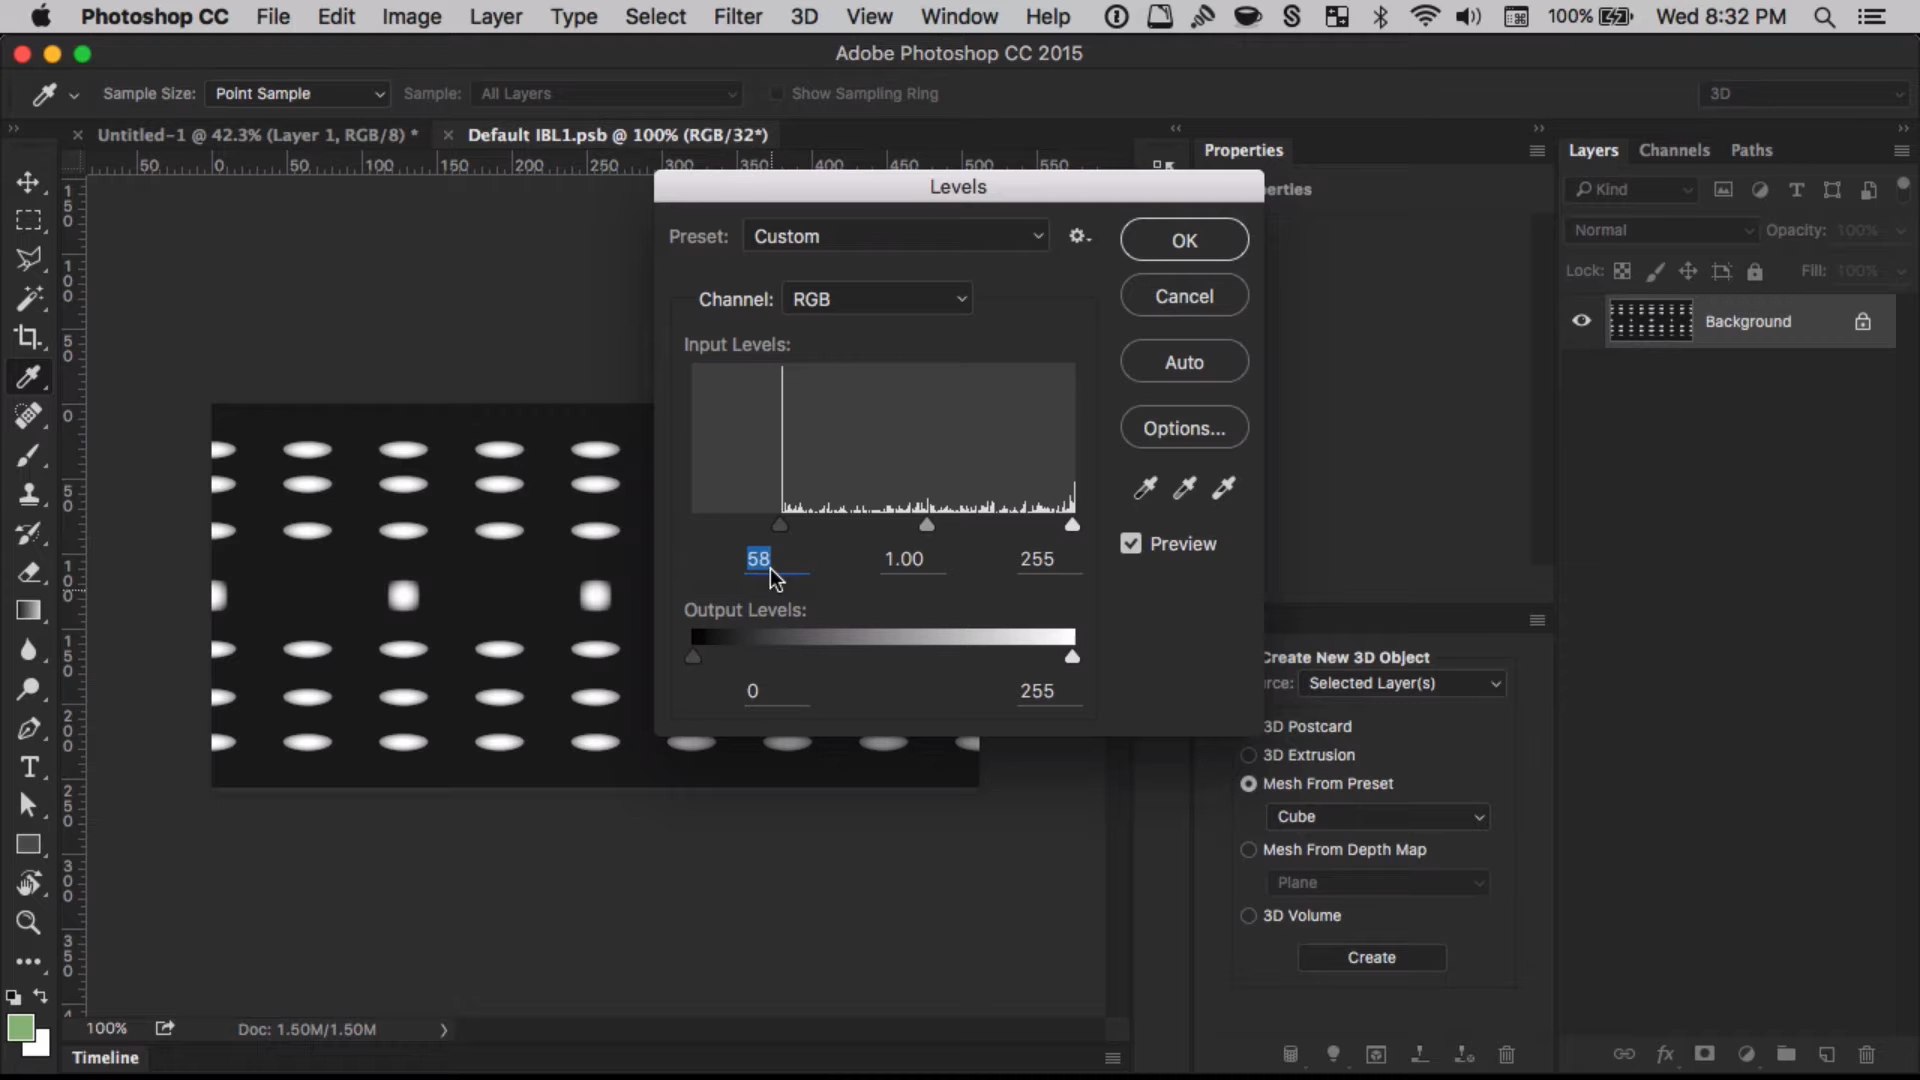 Photoshop CC File Edit Image Layer Type Select Filter 3D View Window Help 100% Wed 8:32 PM
Adobe Photoshop CC 2015
Sample Size: Point Sample Sample: All Layers Show Sampling Ring 3D
Untitled-1 @ 42.3% (Layer 1, RGB/8) * Default IBL1.psb @ 100% (RGB/32*)
50 0 50 100 150 200 250 300 350 400 450 500 550
Levels
Preset: Custom
OK
Channel: RGB
Cancel
Input Levels:
Auto
Options...
58 1.00 255
Preview
Output Levels:
0 255
Properties
erties
Create New 3D Object
rce: Selected Layer(s)
3D Postcard
3D Extrusion
Mesh From Preset
Cube
Mesh From Depth Map
Plane
3D Volume
Create
Layers Channels Paths
Kind
Normal Opacity: 100%
Lock: Fill: 100%
Background
100% Doc: 1.50M/1.50M
Timeline